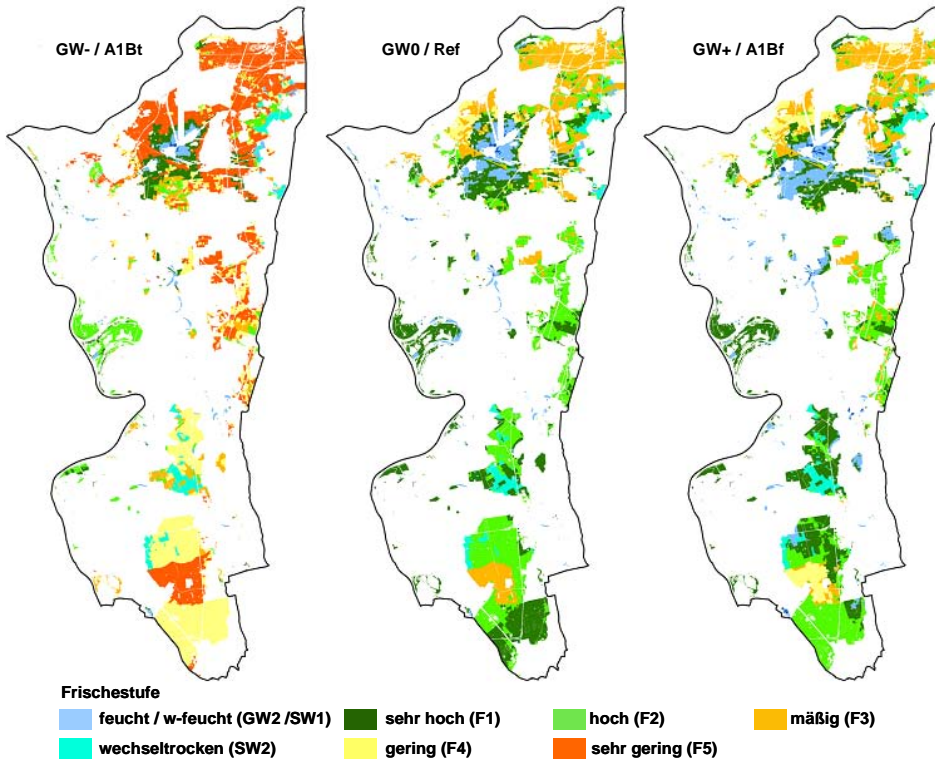 GW- / A1Bt GW0 / Ref GW+ / A1Bf
Frischestufe
feucht / w-feucht (GW2 /SW1) sehr hoch (F1) hoch (F2) mäßig (F3)
wechseltrocken (SW2) gering (F4) sehr gering (F5)